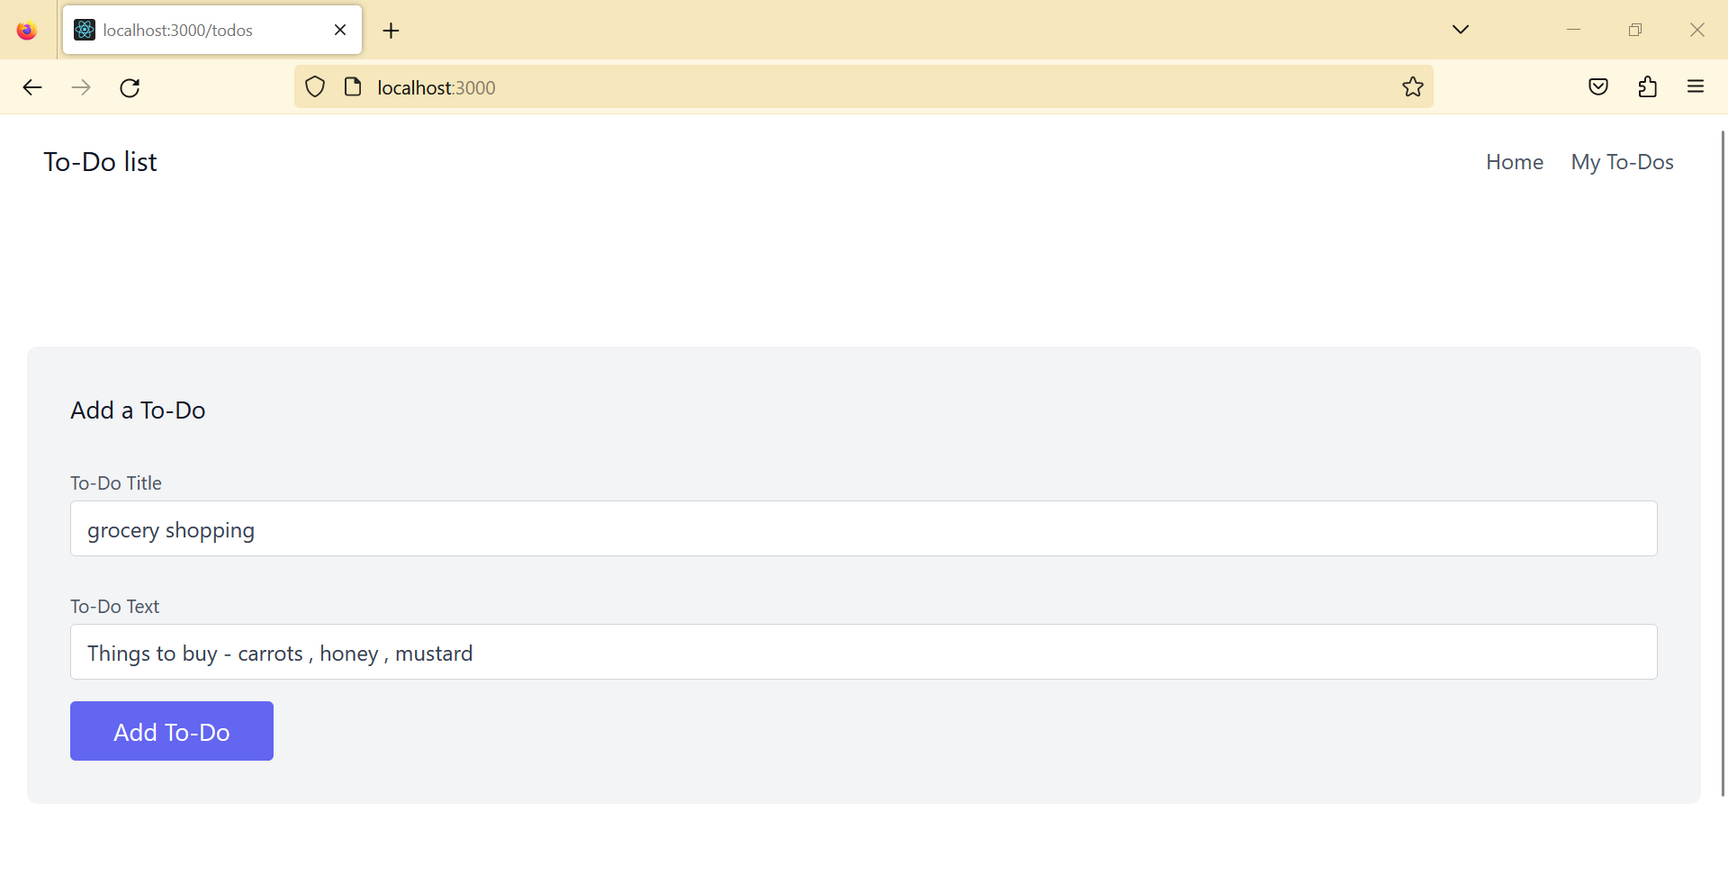 localhost:3000/todos
localhost:3000
To-Do list
Home My To-Dos
Add a To-Do
To-Do Title
grocery shopping
To-Do Text
Things to buy - carrots , honey , mustard
Add To-Do